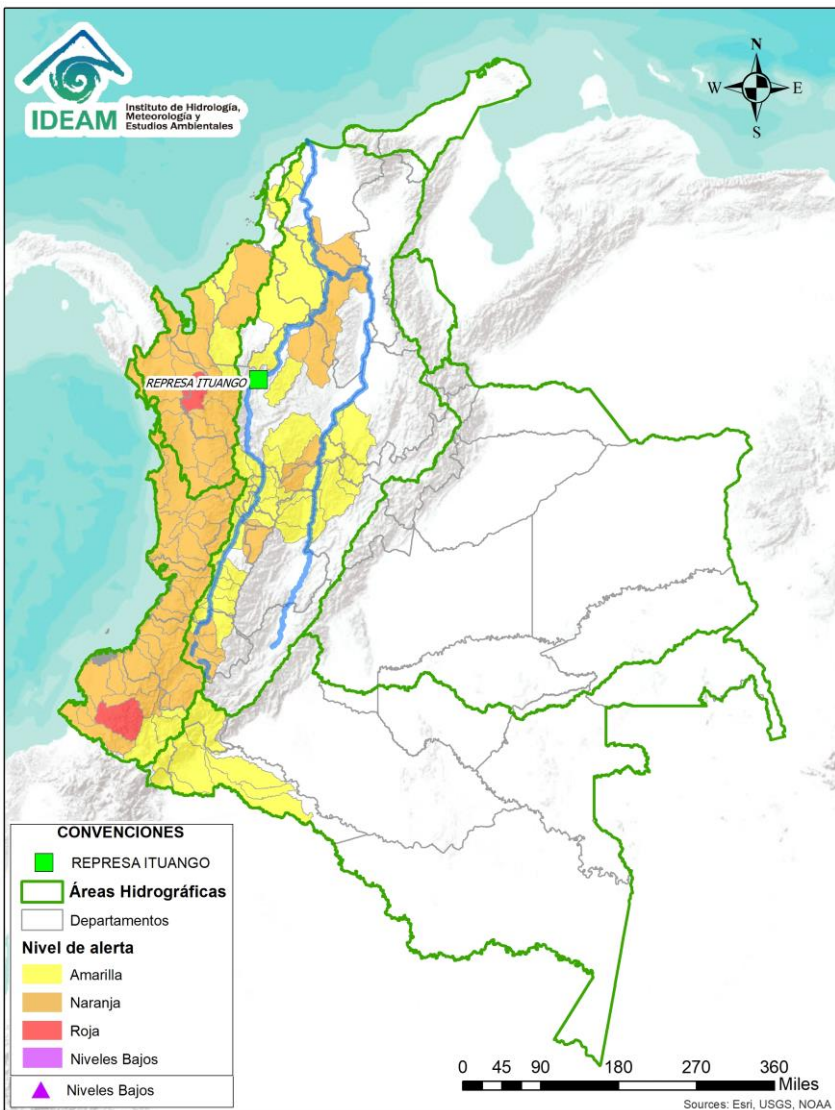 IDEAM
Instituto de Hidrología,
Meteorología y
Estudios Ambientales
N
W
E
S
REPRESA ITUANGO
CONVENCIONES
REPRESA ITUANGO
Áreas Hidrográficas
Departamentos
Nivel de alerta
Amarilla
Naranja
Roja
Niveles Bajos
Niveles Bajos
0 45 90 180 270 360
Miles
Sources: Esri, USGS, NOAA